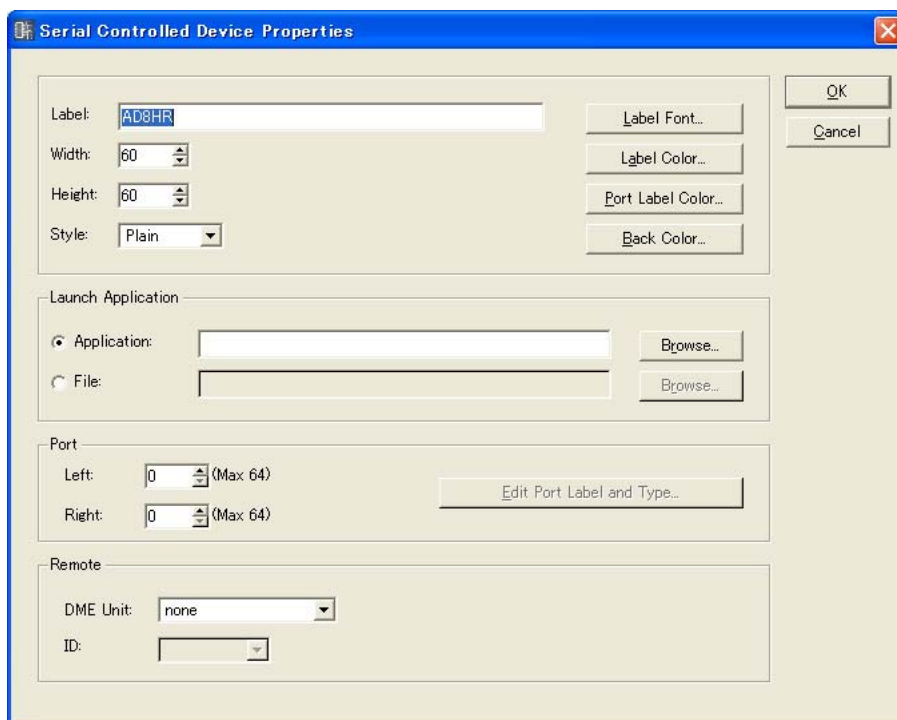 Serial Controlled Device Properties
Label: AD8HR Label Font...
Width: 60 Label Color...
Height: 60 Port Label Color...
Style: Plain Back Color...
OK
Cancel
Launch Application
Application: Browse...
File: Browse...
Port
Left: 0 (Max 64)
Right: 0 (Max 64)
Edit Port Label and Type...
Remote
DME Unit: none
ID: